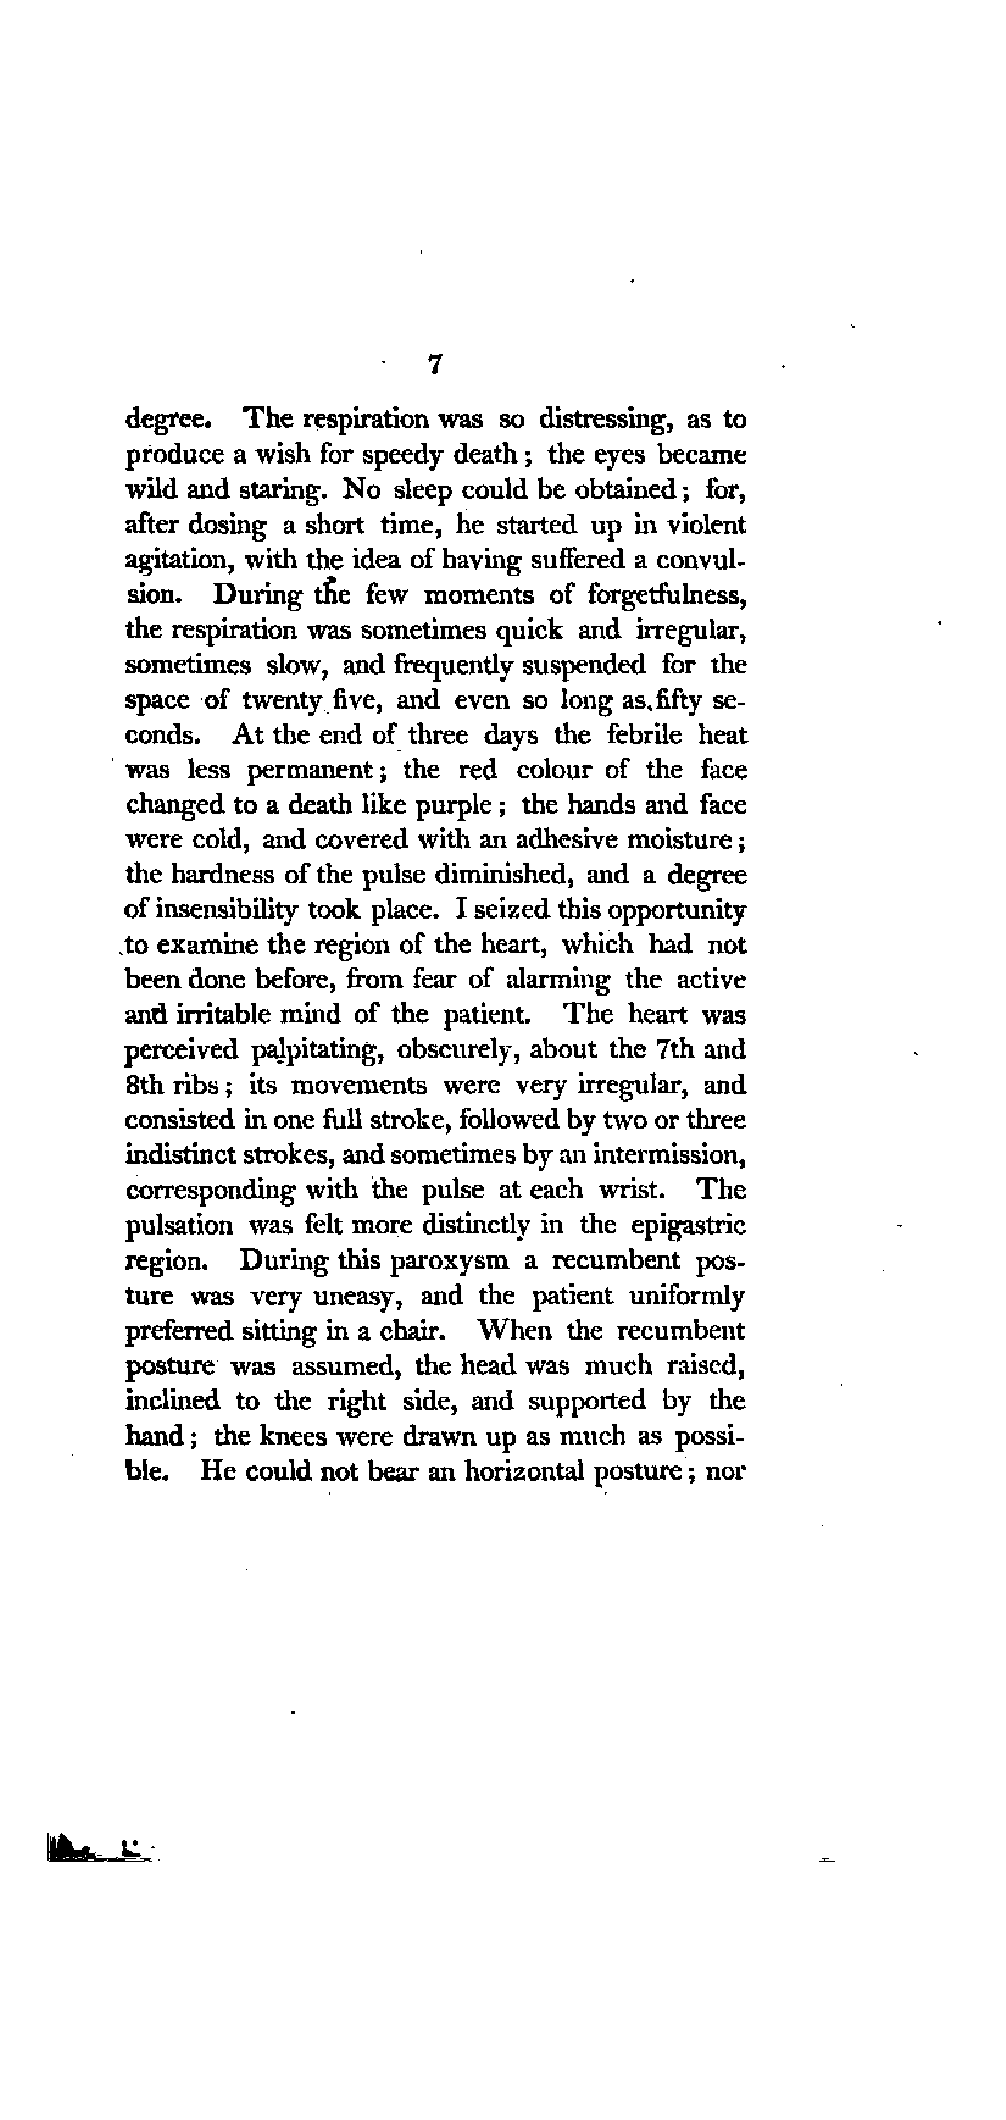 7
degree. The respiration was so distressing, as to
produce a wish for speedy death; the eyes became
wild and staring. No sleep could be obtained; for,
after dosing a short time, he started up in violent
agitation, with the idea of having suffered a convul-
sion. During the few moments of forgetfulness,
the respiration was sometimes quick and irregular,
sometimes slow, and frequently suspended for the
space of twenty five, and even so long as fifty se-
conds. At the end of three days the febrile heat
was less permanent; the red colour of the face
changed to a death like purple; the hands and face
were cold, and covered with an adhesive moisture;
the hardness of the pulse diminished, and a degree
of insensibility took place. I seized this opportunity
to examine the region of the heart, which had not
been done before, from fear of alarming the active
and irritable mind of the patient. The heart was
perceived palpitating, obscurely, about the 7th and
8th ribs; its movements were very irregular, and
consisted in one full stroke, followed by two or three
indistinct strokes, and sometimes by an intermission,
corresponding with the pulse at each wrist. The
pulsation was felt more distinctly in the epigastric
region. During this paroxysm a recumbent pos-
ture was very uneasy, and the patient uniformly
preferred sitting in a chair. When the recumbent
posture was assumed, the head was much raised,
inclined to the right side, and supported by the
hand; the knees were drawn up as much as possi-
ble. He could not bear an horizontal posture; nor